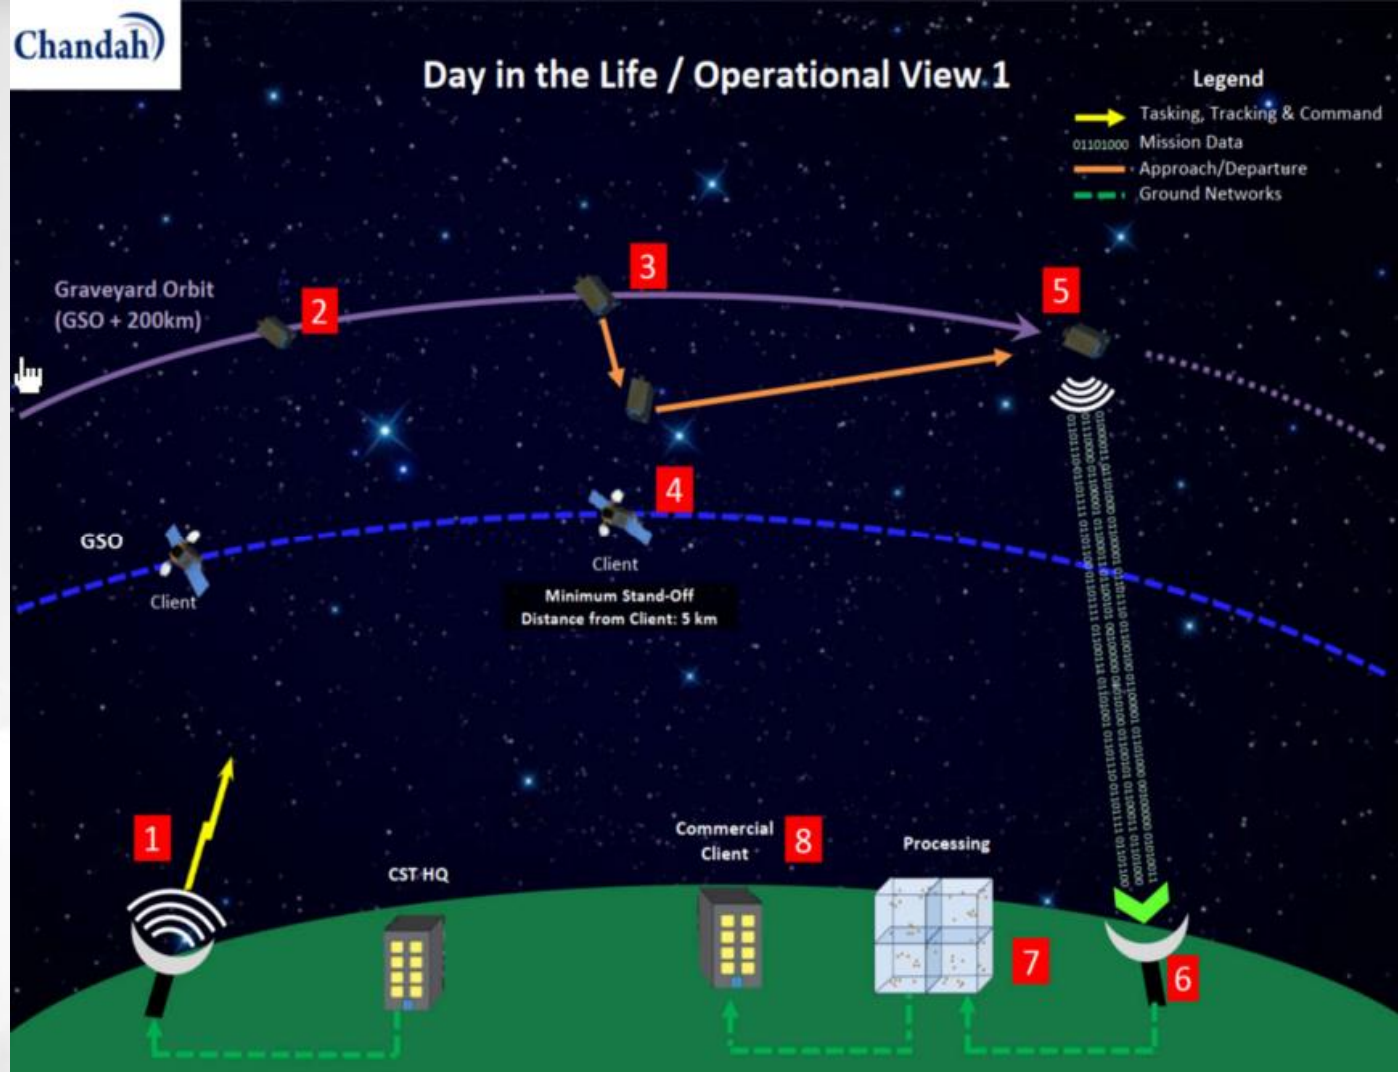 Chandah
Day in the Life / Operational View 1
Legend
Tasking, Tracking & Command
01101000 Mission Data
Approach/Departure
Ground Networks
Graveyard Orbit
(GSO + 200km)
2
3
5
4
GSO
Client
Client
Minimum Stand-Off
Distance from Client: 5 km
1
CST HQ
Commercial
Client
8
Processing
7
6